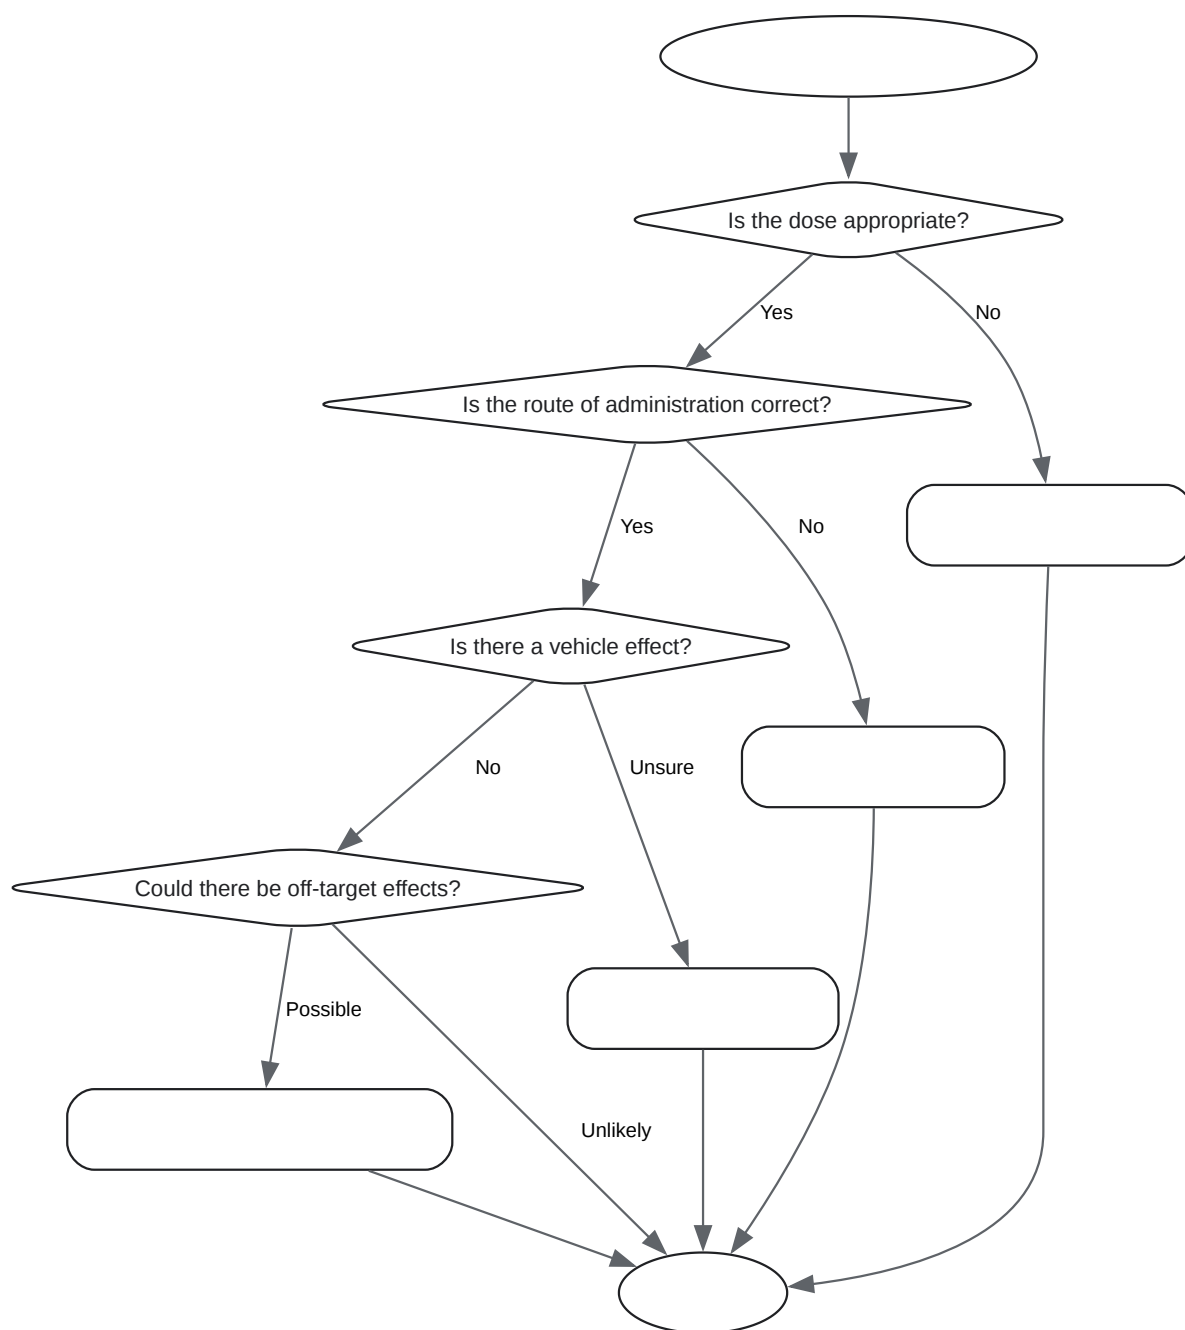 Is the dose appropriate?
Yes
No
Is the route of administration correct?
Yes
No
Is there a vehicle effect?
No
Unsure
Could there be off-target effects?
Possible
Unlikely